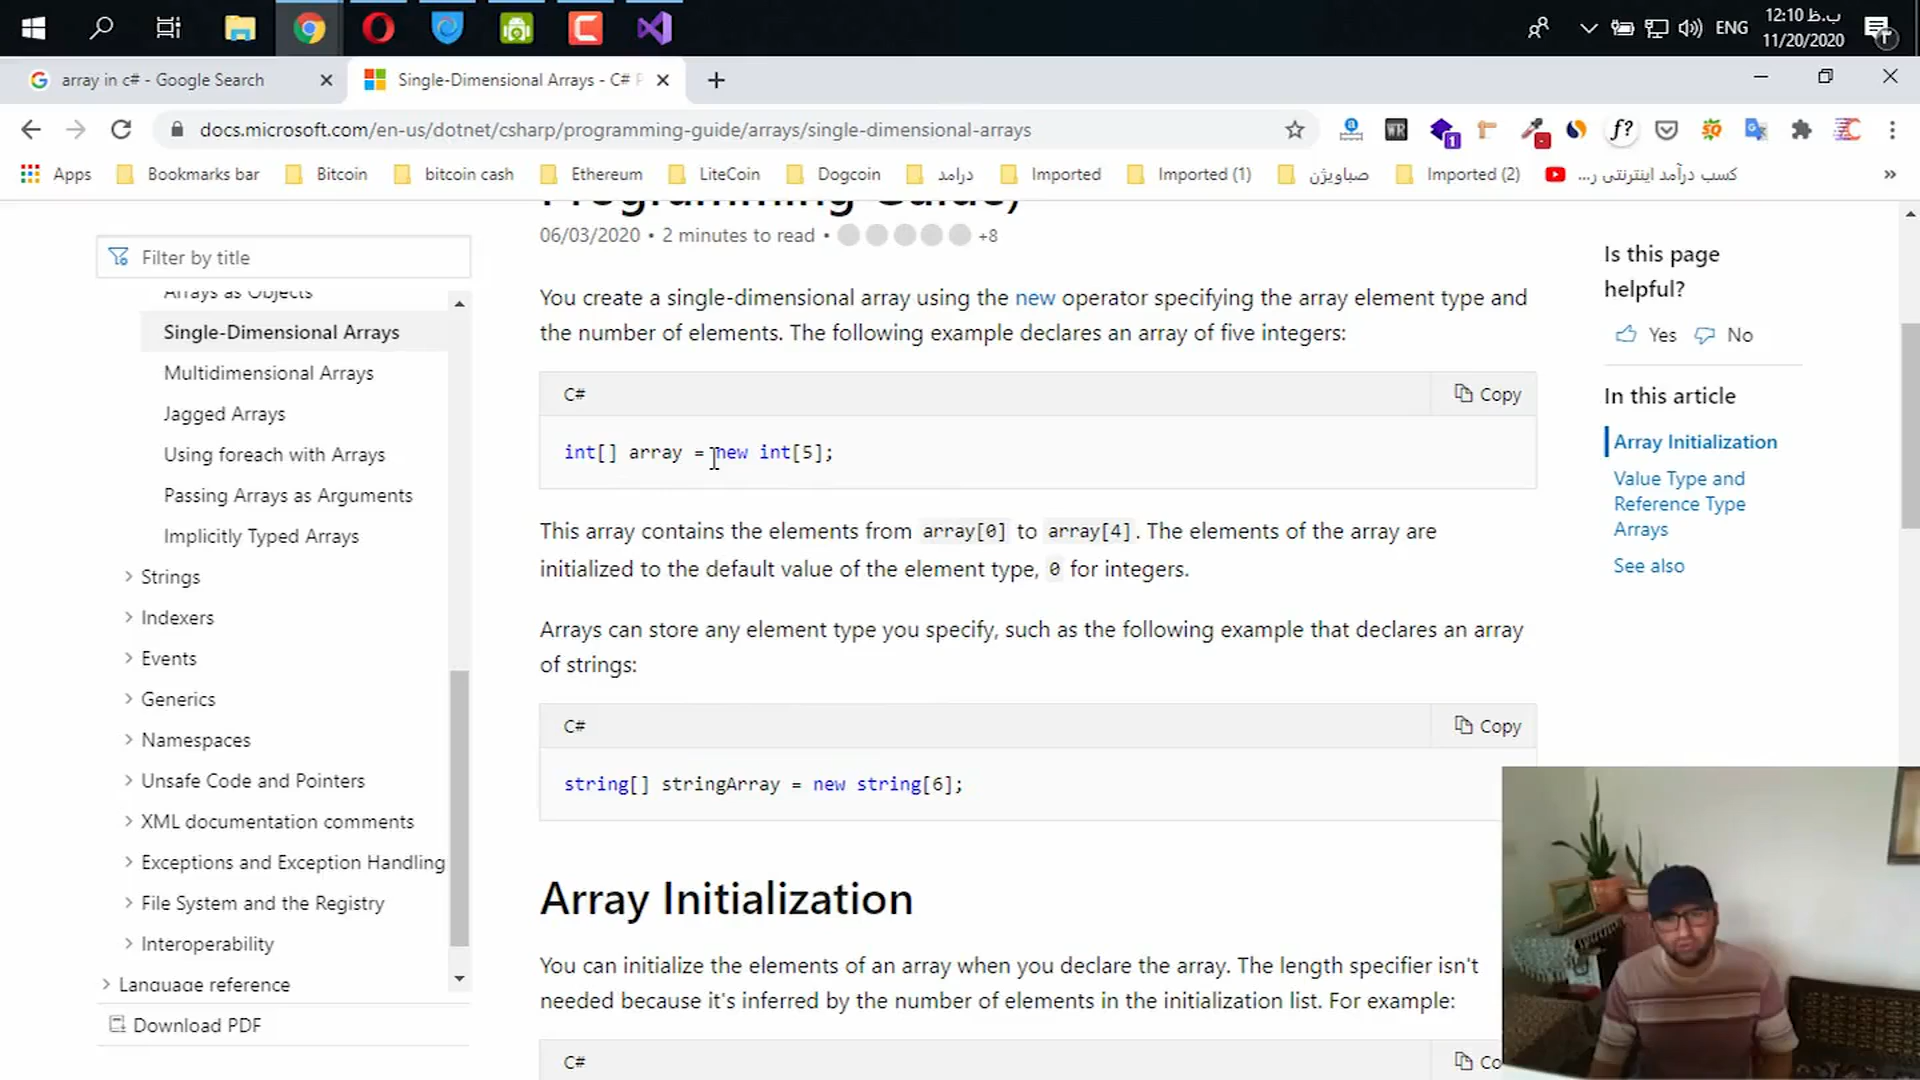 ENG
12:10 ب.ظ
11/20/2020
array in c# - Google Search
Single-Dimensional Arrays - C# P
docs.microsoft.com/en-us/dotnet/csharp/programming-guide/arrays/single-dimensional-arrays
Apps
Bookmarks bar
Bitcoin
bitcoin cash
Ethereum
LiteCoin
Dogcoin
درامد
Imported
Imported (1)
صباویژن
Imported (2)
کسب درآمد اینترنتی ر...
Programming Guide)
06/03/2020 • 2 minutes to read • +8
Filter by title
Arrays as Objects
Single-Dimensional Arrays
Multidimensional Arrays
Jagged Arrays
Using foreach with Arrays
Passing Arrays as Arguments
Implicitly Typed Arrays
Strings
Indexers
Events
Generics
Namespaces
Unsafe Code and Pointers
XML documentation comments
Exceptions and Exception Handling
File System and the Registry
Interoperability
Language reference
Download PDF
You create a single-dimensional array using the new operator specifying the array element type and
the number of elements. The following example declares an array of five integers:
C#
Copy
int[] array = new int[5];
This array contains the elements from array[0] to array[4]. The elements of the array are
initialized to the default value of the element type, 0 for integers.
Arrays can store any element type you specify, such as the following example that declares an array
of strings:
C#
Copy
string[] stringArray = new string[6];
Array Initialization
You can initialize the elements of an array when you declare the array. The length specifier isn't
needed because it's inferred by the number of elements in the initialization list. For example:
C#
Co
Is this page
helpful?
Yes
No
In this article
Array Initialization
Value Type and
Reference Type
Arrays
See also